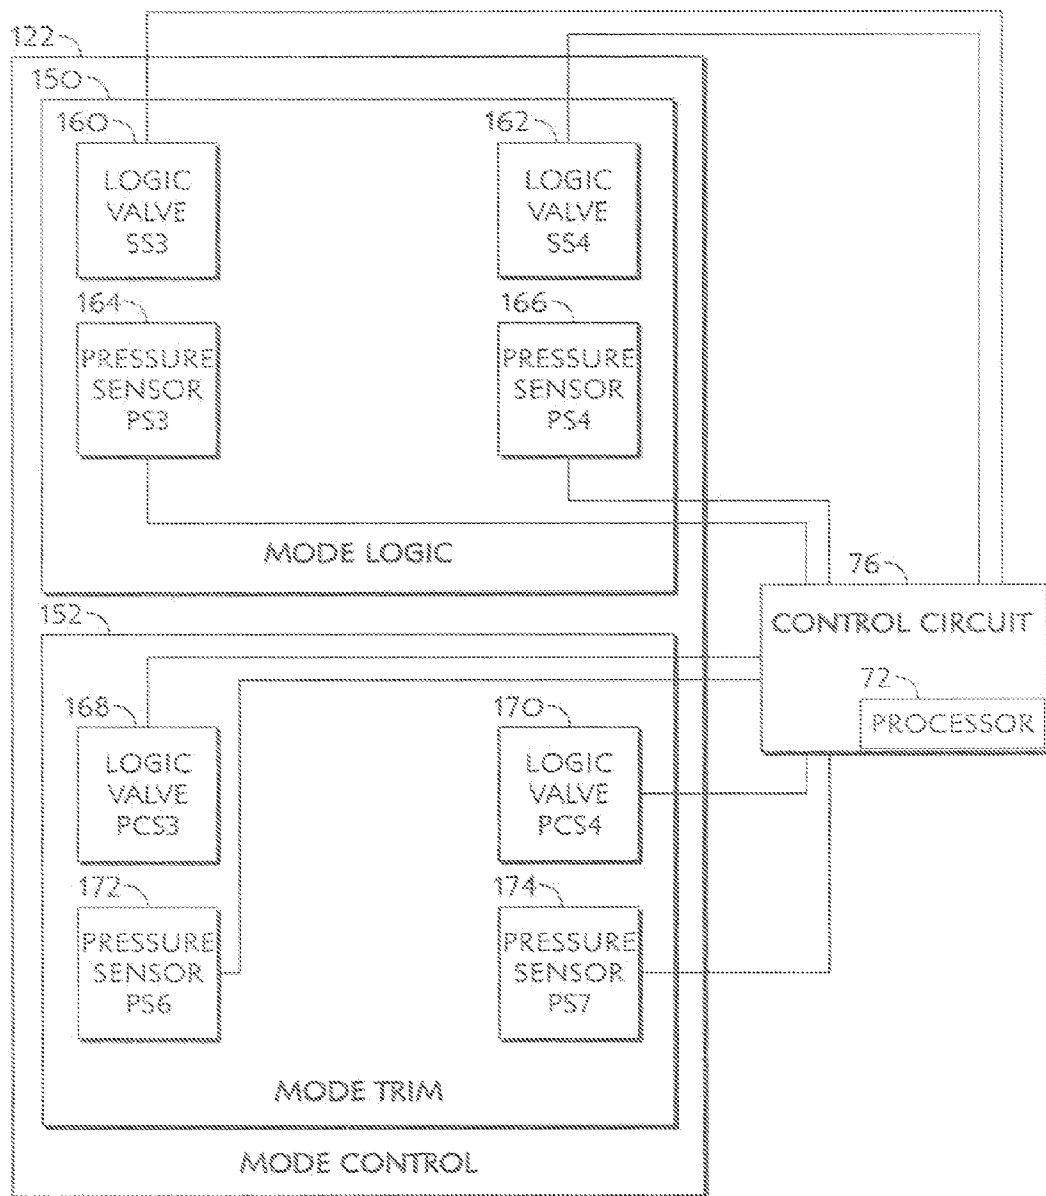 122
150
160
162
LOGIC
VALVE
SS3
LOGIC
VALVE
SS4
164
166
PRESSURE
SENSOR
PS3
PRESSURE
SENSOR
PS4
MODE LOGIC
76
CONTROL CIRCUIT
72
PROCESSOR
152
168
170
LOGIC
VALVE
PCS3
LOGIC
VALVE
PCS4
172
174
PRESSURE
SENSOR
PS6
PRESSURE
SENSOR
PS7
MODE TRIM
MODE CONTROL